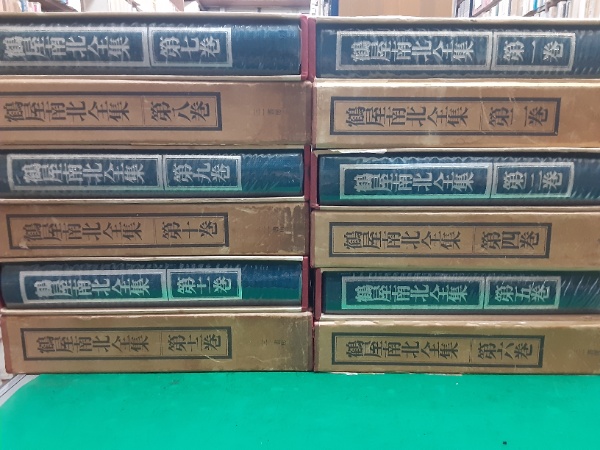 鶴屋南北全集 第一巻
鶴屋南北全集 第二巻
鶴屋南北全集 第三巻
鶴屋南北全集 第四巻
鶴屋南北全集 第五巻
鶴屋南北全集 第六巻
鶴屋南北全集 第七巻
鶴屋南北全集 第八巻
鶴屋南北全集 第九巻
鶴屋南北全集 第十巻
鶴屋南北全集 第十一巻
鶴屋南北全集 第十二巻